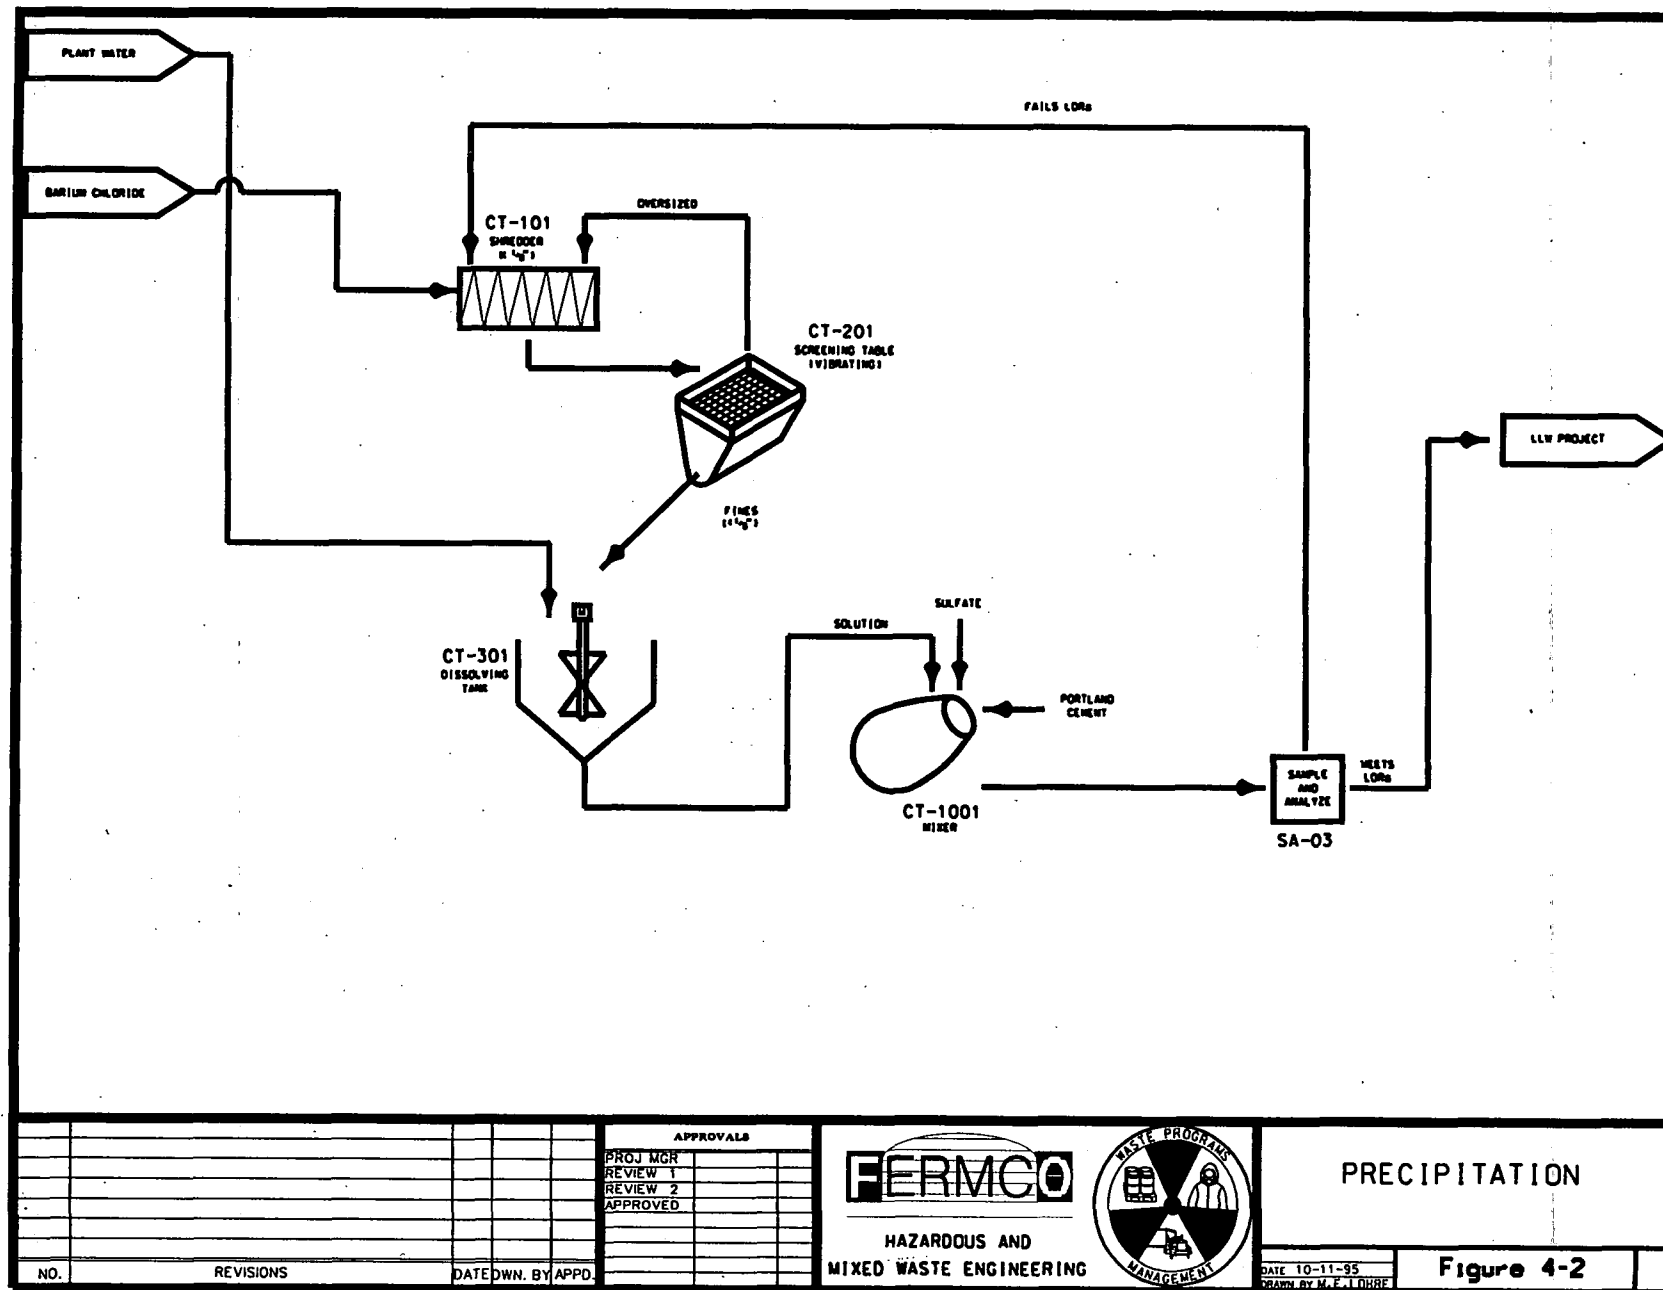 PLANT WATER
FAILS LDRs
BARIUM CHLORIDE
OVERSIZED
CT-101
SHREDDER
CT-201
SCREENING TABLE
(VIBRATING)
LLW PROJECT
FINES
SULFATE
SOLUTION
CT-301
DISSOLVING
TANK
M
PORTLAND
CEMENT
SAMPLE
AND
ANALYZE
MEETS
LDRs
CT-1001
MIXER
SA-03
NO.
REVISIONS
DATE
DWN. BY
APPD.
APPROVALS
PROJ MGR
REVIEW 1
REVIEW 2
APPROVED
FERMCO
HAZARDOUS AND
MIXED WASTE ENGINEERING
WASTE PROGRAMS
MANAGEMENT
PRECIPITATION
DATE 10-11-95
DRAWN BY M.E. LOHRE
Figure 4-2